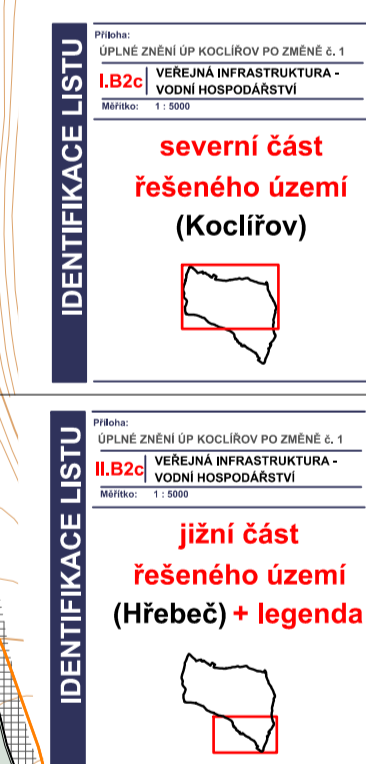 IDENTIFIKACE LISTU
Příloha:
ÚPLNÉ ZNĚNÍ ÚP KOCLÍŘOV PO ZMĚNĚ č. 1
I.B2c
VEŘEJNÁ INFRASTRUKTURA -
VODNÍ HOSPODÁŘSTVÍ
Měřítko: 1 : 5000
severní část
řešeného území
(Koclířov)
IDENTIFIKACE LISTU
Příloha:
ÚPLNÉ ZNĚNÍ ÚP KOCLÍŘOV PO ZMĚNĚ č. 1
II.B2c
VEŘEJNÁ INFRASTRUKTURA -
VODNÍ HOSPODÁŘSTVÍ
Měřítko: 1 : 5000
jižní část
řešeného území
(Hřebeč) + legenda